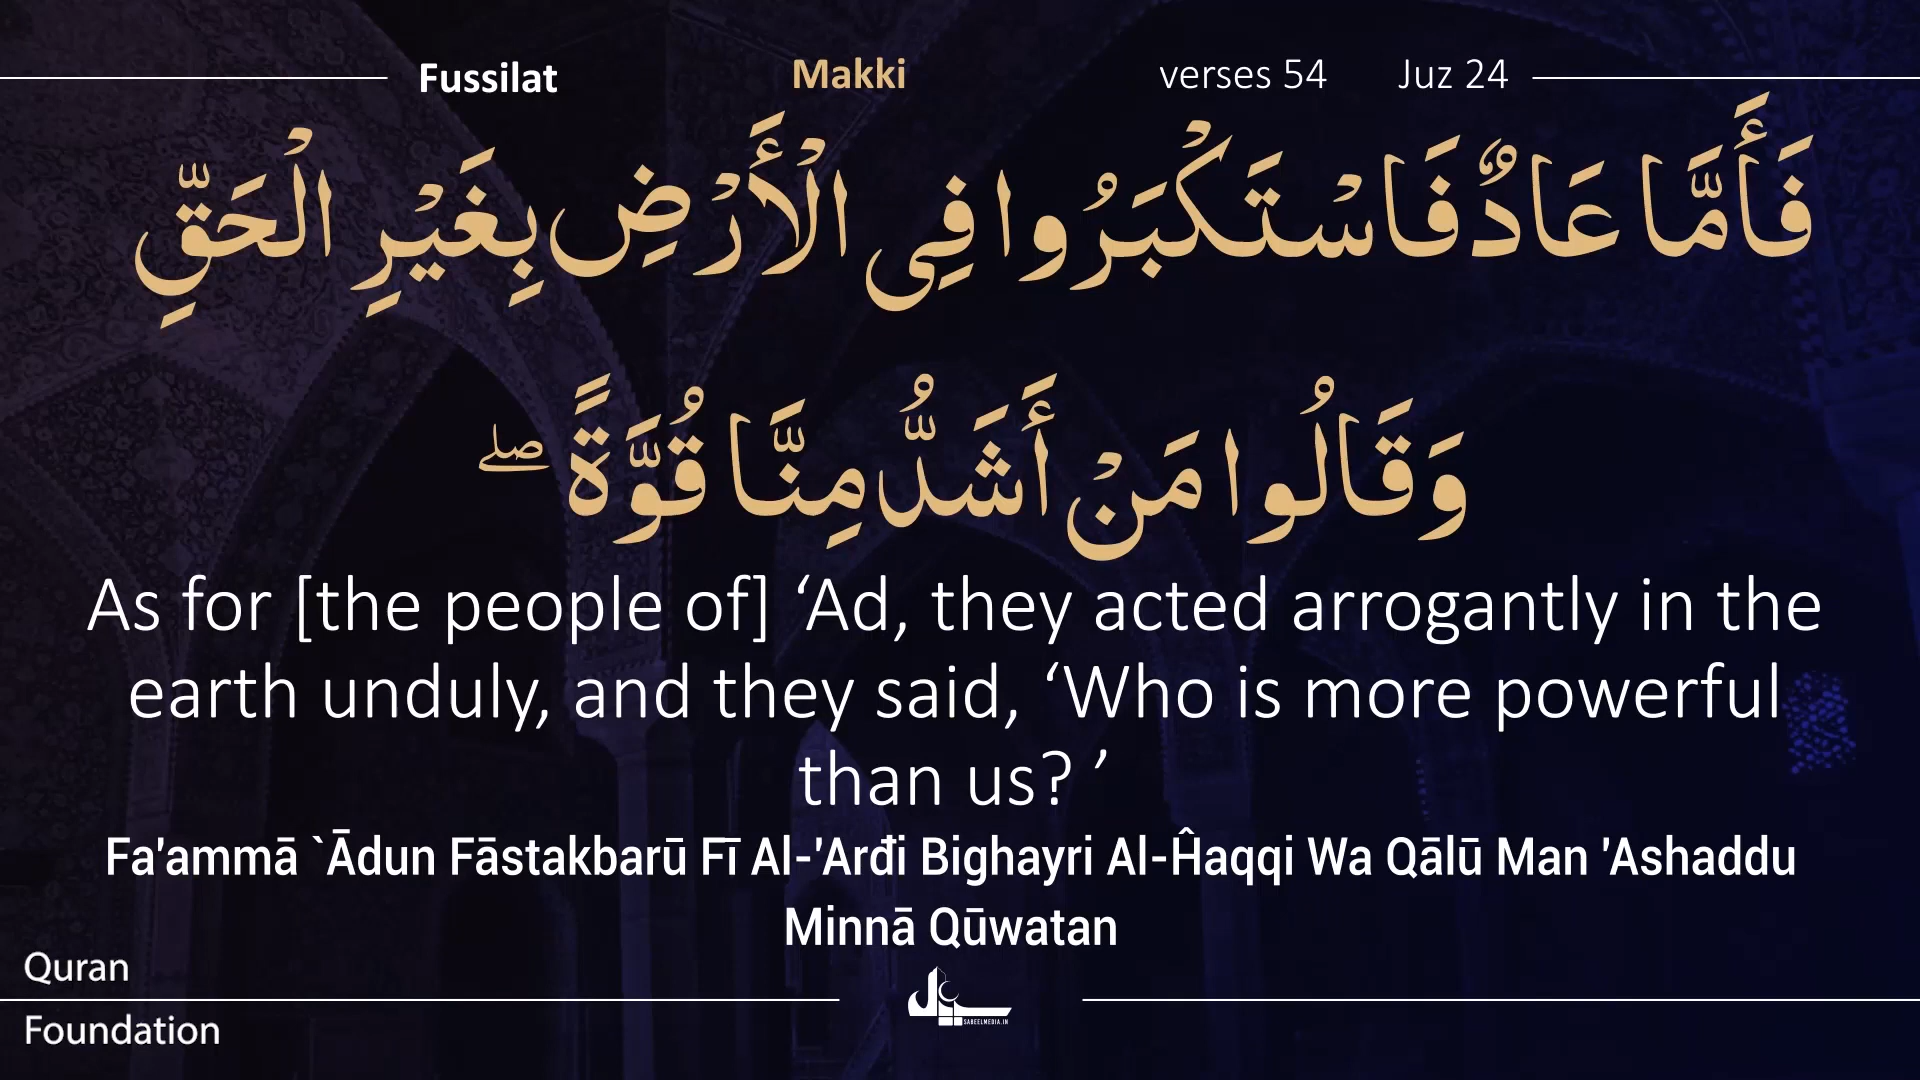 Fussilat Makki verses 54 Juz 24
فَأَمَّا عَادٌ فَاسْتَكْبَرُوا فِي الْأَرْضِ بِغَيْرِ الْحَقِّ
وَقَالُوا مَنْ أَشَدُّ مِنَّا قُوَّةً ۖ
As for [the people of] ‘Ad, they acted arrogantly in the
earth unduly, and they said, ‘Who is more powerful
than us? ’
Fa'ammā `Ādun Fāstakbarū Fī Al-'Arđi Bighayri Al-Ĥaqqi Wa Qālū Man 'Ashaddu
Minnā Qūwatan
Quran
Foundation
SABEELMEDIA.IN